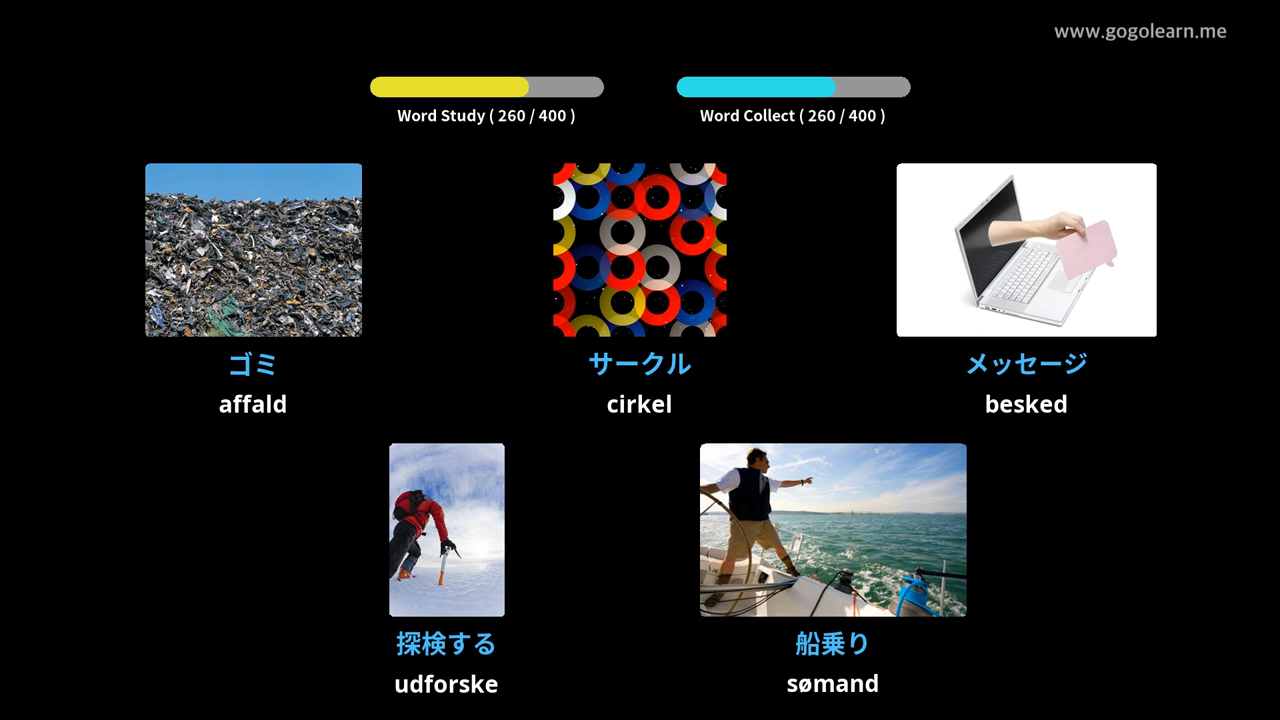 www.gogolearn.me
Word Study ( 260 / 400 )
Word Collect ( 260 / 400 )
ゴミ
affald
サークル
cirkel
メッセージ
besked
探検する
udforske
船乗り
sømand